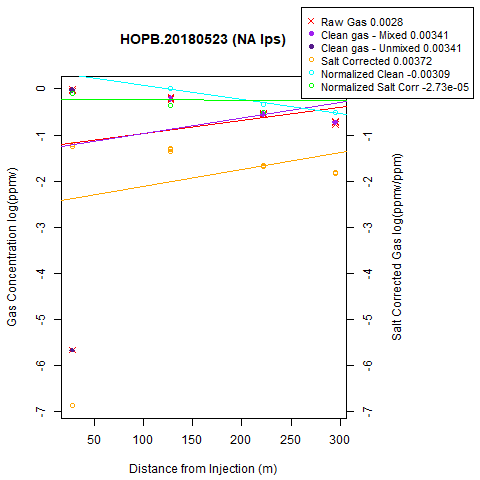 HOPB.20180523 (NA lps)
Raw Gas 0.0028
Clean gas - Mixed 0.00341
Clean gas - Unmixed 0.00341
Salt Corrected 0.00372
Normalized Clean -0.00309
Normalized Salt Corr -2.73e-05
Gas Concentration log(ppmv)
0
-1
-2
-3
-4
-5
-6
-7
0
-1
-2
-3
-4
-5
-6
-7
Salt Corrected Gas log(ppmv/ppm)
50 100 150 200 250 300
Distance from Injection (m)